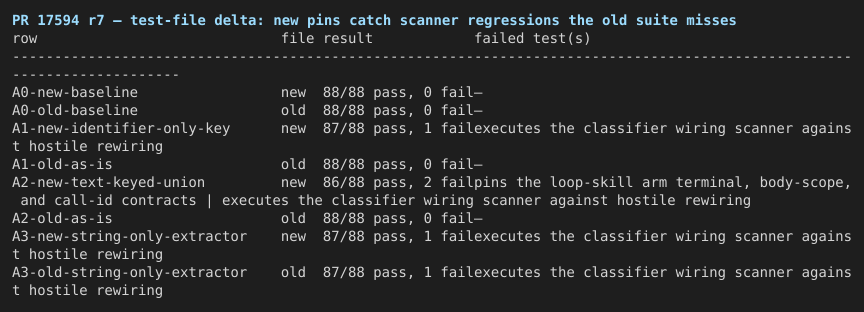 PR 17594 r7 — test-file delta: new pins catch scanner regressions the old suite misses
row file result failed test(s)
----------------------------------------------------------------------------------------------------
--------------------
A0-new-baseline new 88/88 pass, 0 fail—
A0-old-baseline old 88/88 pass, 0 fail—
A1-new-identifier-only-key new 87/88 pass, 1 failexecutes the classifier wiring scanner agains
t hostile rewiring
A1-old-as-is old 88/88 pass, 0 fail—
A2-new-text-keyed-union new 86/88 pass, 2 failpins the loop-skill arm terminal, body-scope,
and call-id contracts | executes the classifier wiring scanner against hostile rewiring
A2-old-as-is old 88/88 pass, 0 fail—
A3-new-string-only-extractor new 87/88 pass, 1 failexecutes the classifier wiring scanner agains
t hostile rewiring
A3-old-string-only-extractor old 87/88 pass, 1 failexecutes the classifier wiring scanner agains
t hostile rewiring